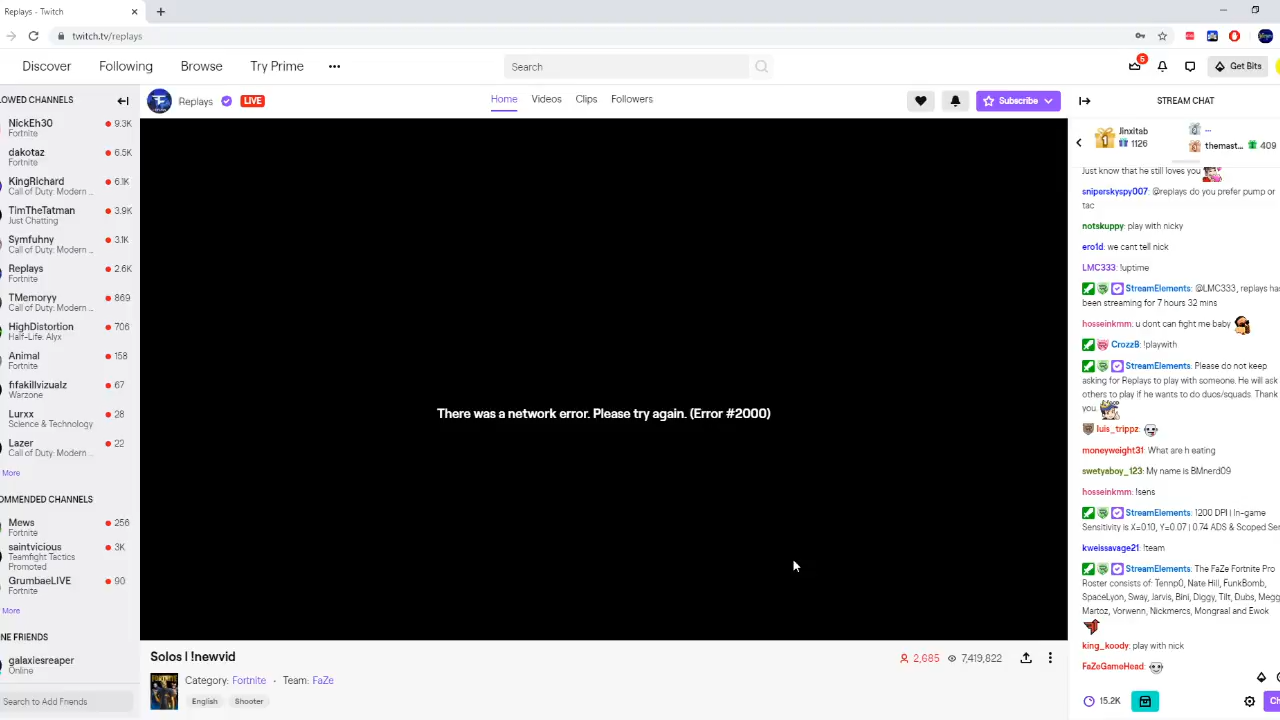 Replays - Twitch
twitch.tv/replays
Discover
Following
Browse
Try Prime
Search
5
Get Bits
LOWED CHANNELS
NickEh30
Fortnite
9.3K
dakotaz
Fortnite
6.5K
KingRichard
Call of Duty: Modern ...
6.1K
TimTheTatman
Just Chatting
3.9K
Symfuhny
Call of Duty: Modern ...
3.1K
Replays
Fortnite
2.6K
TMemoryy
Call of Duty: Modern ...
869
HighDistortion
Half-Life: Alyx
706
Animal
Fortnite
158
fifakillvizualz
Warzone
67
Lurxx
Science & Technology
28
Lazer
Call of Duty: Modern ...
22
More
OMMENDED CHANNELS
Mews
Fortnite
256
saintvicious
Teamfight Tactics
Promoted
3K
GrumbaeLIVE
Fortnite
90
More
NE FRIENDS
galaxiesreaper
Online
Search to Add Friends
Replays
LIVE
Home
Videos
Clips
Followers
Subscribe
There was a network error. Please try again. (Error #2000)
Solos | !newvid
2,685
7,419,822
Category: Fortnite · Team: FaZe
English
Shooter
STREAM CHAT
1
Jinxitab
1126
...
themast...
409
Just know that he still loves you
sniperskyspy007: @replays do you prefer pump or
tac
notskuppy: play with nicky
ero1d: we cant tell nick
LMC333: !uptime
StreamElements: @LMC333, replays has
been streaming for 7 hours 32 mins
hosseinkmm: u dont can fight me baby
CrozzB: !playwith
StreamElements: Please do not keep
asking for Replays to play with someone. He will ask
others to play if he wants to do duos/squads. Thank
you.
luis_trippz:
moneyweight31: What are h eating
swetyaboy_123: My name is BMnerd09
hosseinkmm: !sens
StreamElements: 1200 DPI | In-game
Sensitivity is X=0.10, Y=0.07 | 0.74 ADS & Scoped Sen
kweissavage21: !team
StreamElements: The FaZe Fortnite Pro
Roster consists of: Tennp0, Nate Hill, FunkBomb,
SpaceLyon, Sway, Jarvis, Bini, Diggy, Tilt, Dubs, Megg
Martoz, Vorwenn, Nickmercs, Mongraal and Ewok
king_koody: play with nick
FaZeGameHead:
15.2K
Ch